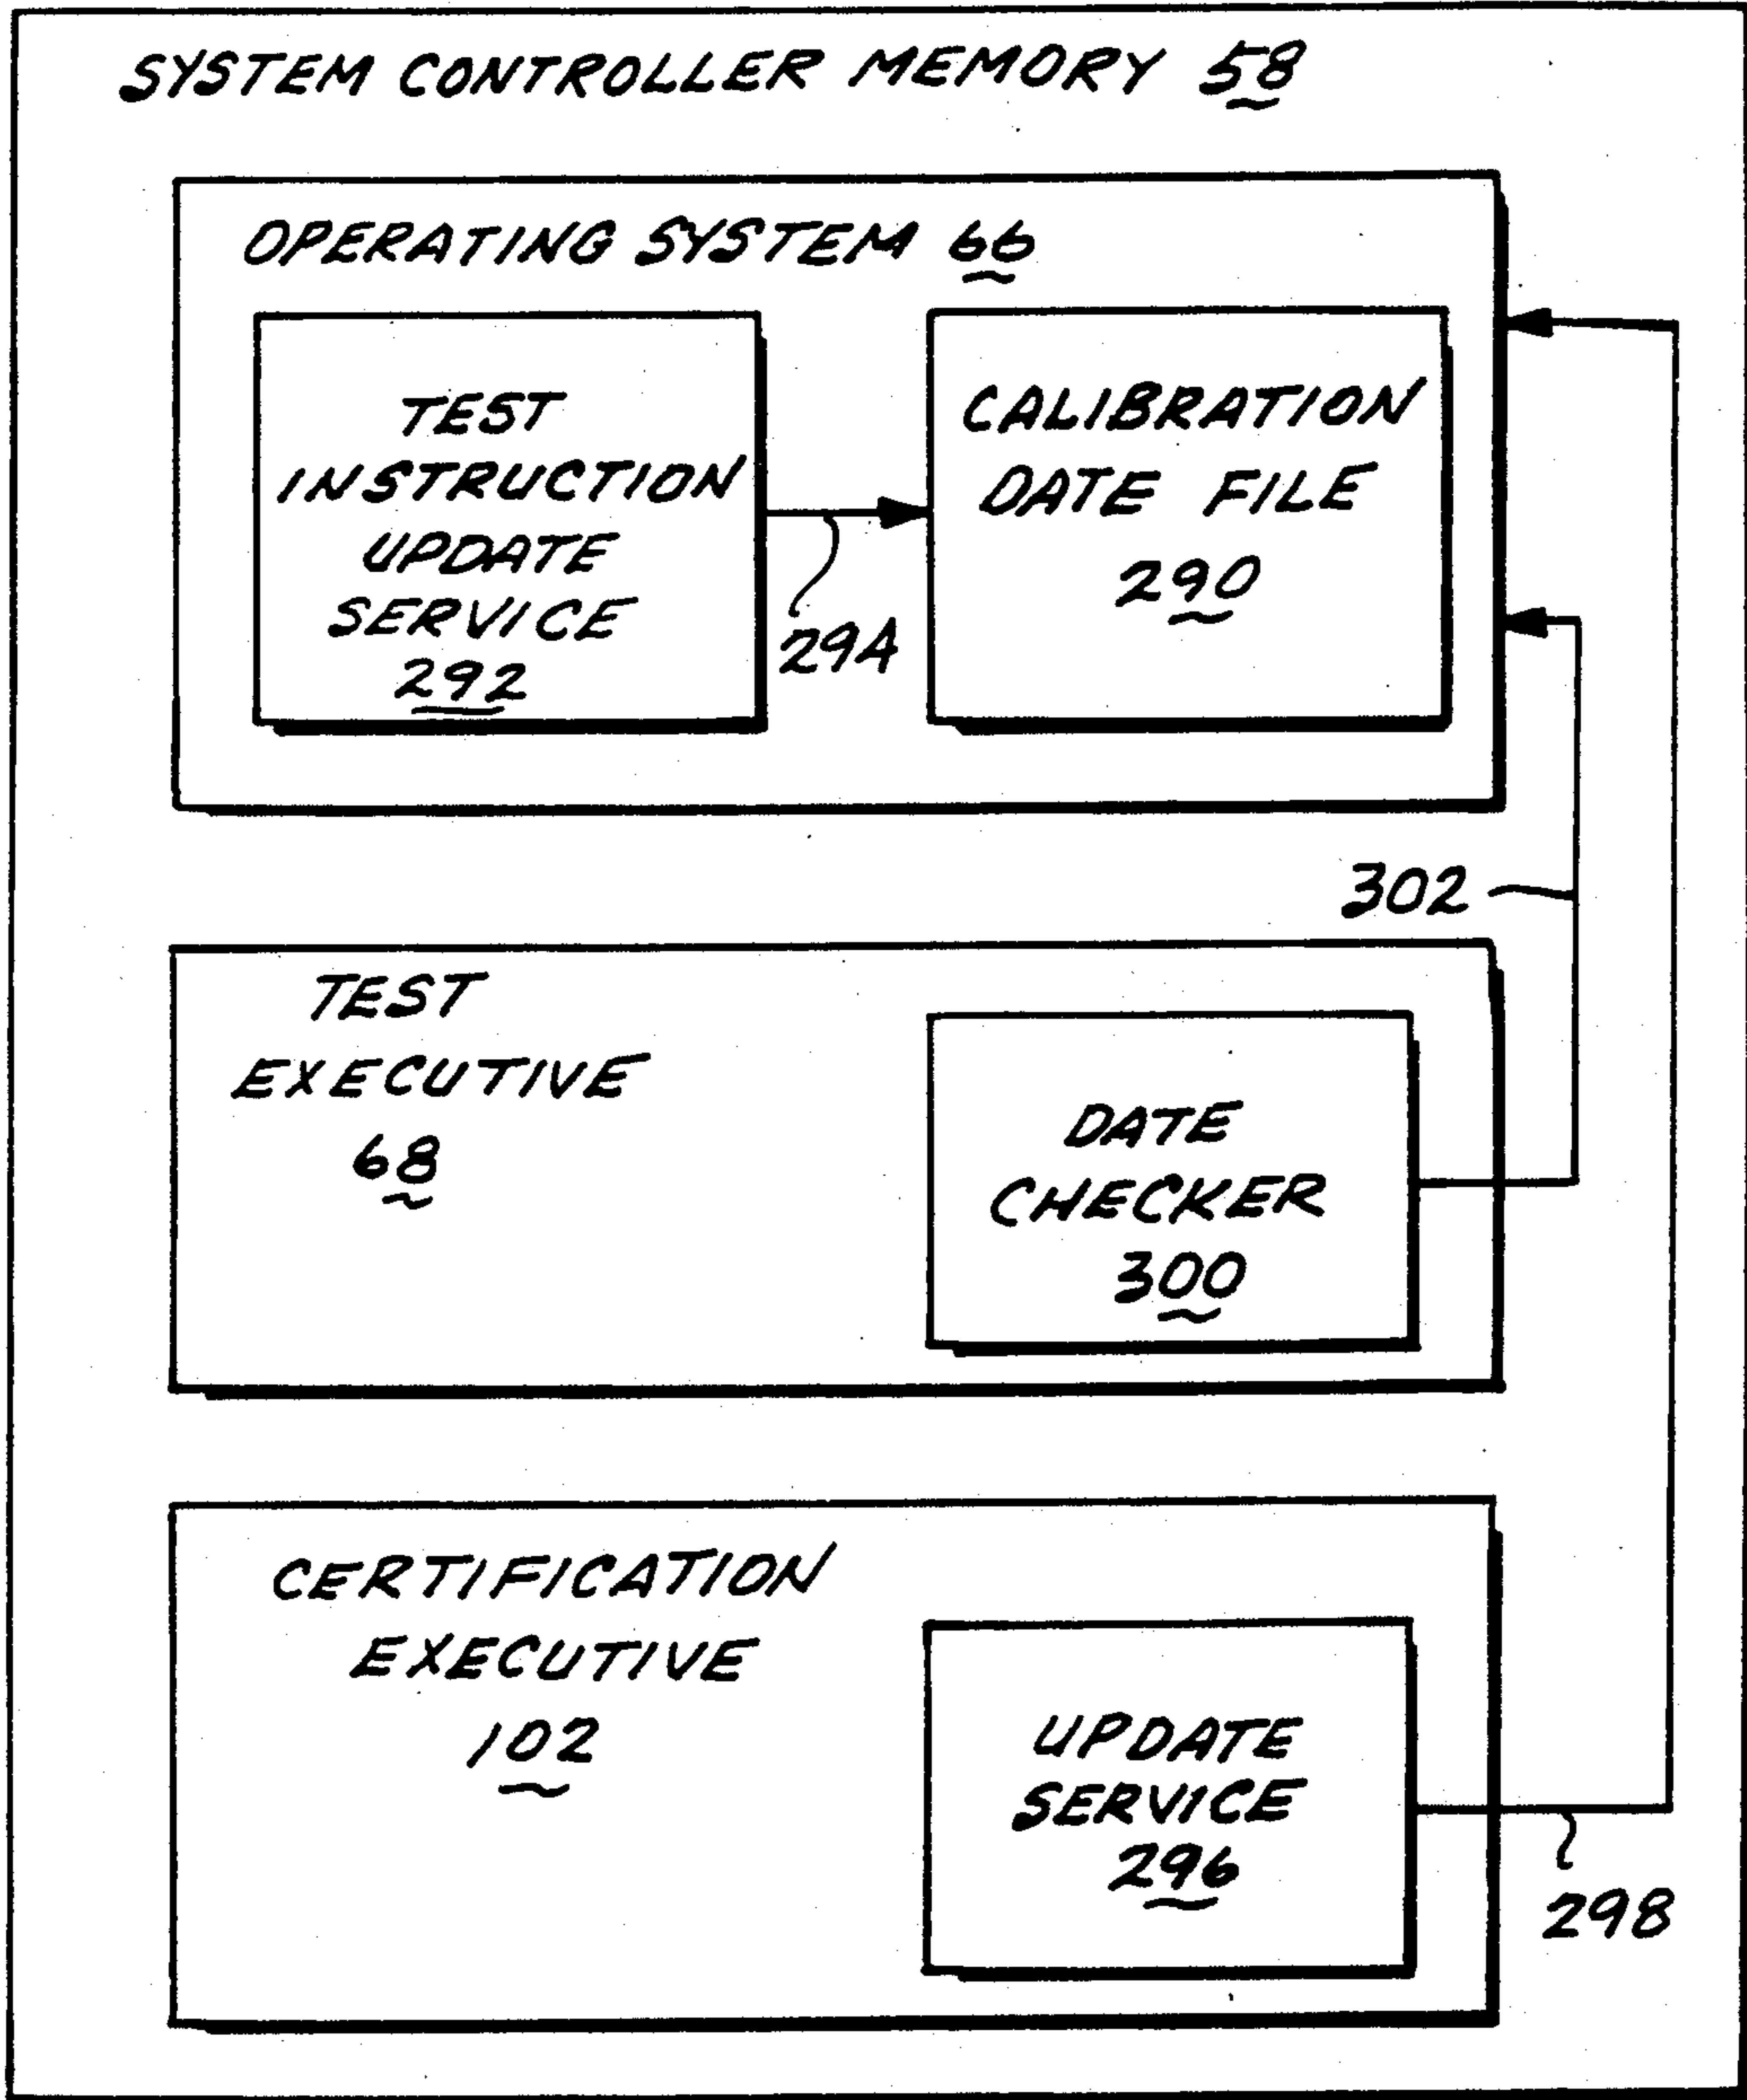 SYSTEM CONTROLLER MEMORY 58
OPERATING SYSTEM 66
TEST
INSTRUCTION
UPDATE
SERVICE
292
294
CALIBRATION
DATE FILE
290
302
TEST
EXECUTIVE
68
DATE
CHECKER
300
CERTIFICATION
EXECUTIVE
102
UPDATE
SERVICE
296
298